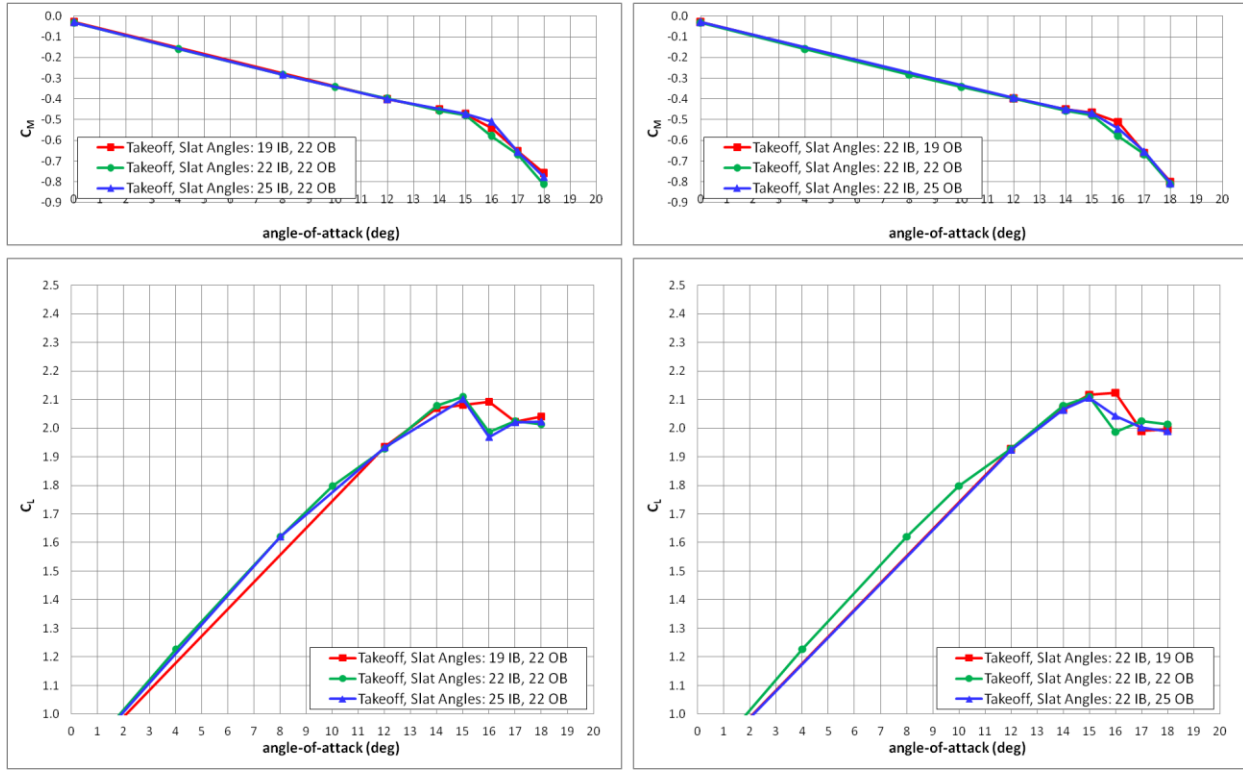 0.0
-0.1
-0.2
-0.3
-0.4
-0.5
-0.6
-0.7
-0.8
-0.9
C_M
Takeoff, Slat Angles: 19 IB, 22 OB
Takeoff, Slat Angles: 22 IB, 22 OB
Takeoff, Slat Angles: 25 IB, 22 OB
0 1 2 3 4 5 6 7 8 9 10 11 12 13 14 15 16 17 18 19 20
angle-of-attack (deg)
0.0
-0.1
-0.2
-0.3
-0.4
-0.5
-0.6
-0.7
-0.8
-0.9
C_M
Takeoff, Slat Angles: 22 IB, 19 OB
Takeoff, Slat Angles: 22 IB, 22 OB
Takeoff, Slat Angles: 22 IB, 25 OB
0 1 2 3 4 5 6 7 8 9 10 11 12 13 14 15 16 17 18 19 20
angle-of-attack (deg)
2.5
2.4
2.3
2.2
2.1
2.0
1.9
1.8
1.7
1.6
1.5
1.4
1.3
1.2
1.1
1.0
C_L
Takeoff, Slat Angles: 19 IB, 22 OB
Takeoff, Slat Angles: 22 IB, 22 OB
Takeoff, Slat Angles: 25 IB, 22 OB
0 1 2 3 4 5 6 7 8 9 10 11 12 13 14 15 16 17 18 19 20
angle-of-attack (deg)
2.5
2.4
2.3
2.2
2.1
2.0
1.9
1.8
1.7
1.6
1.5
1.4
1.3
1.2
1.1
1.0
C_L
Takeoff, Slat Angles: 22 IB, 19 OB
Takeoff, Slat Angles: 22 IB, 22 OB
Takeoff, Slat Angles: 22 IB, 25 OB
0 1 2 3 4 5 6 7 8 9 10 11 12 13 14 15 16 17 18 19 20
angle-of-attack (deg)